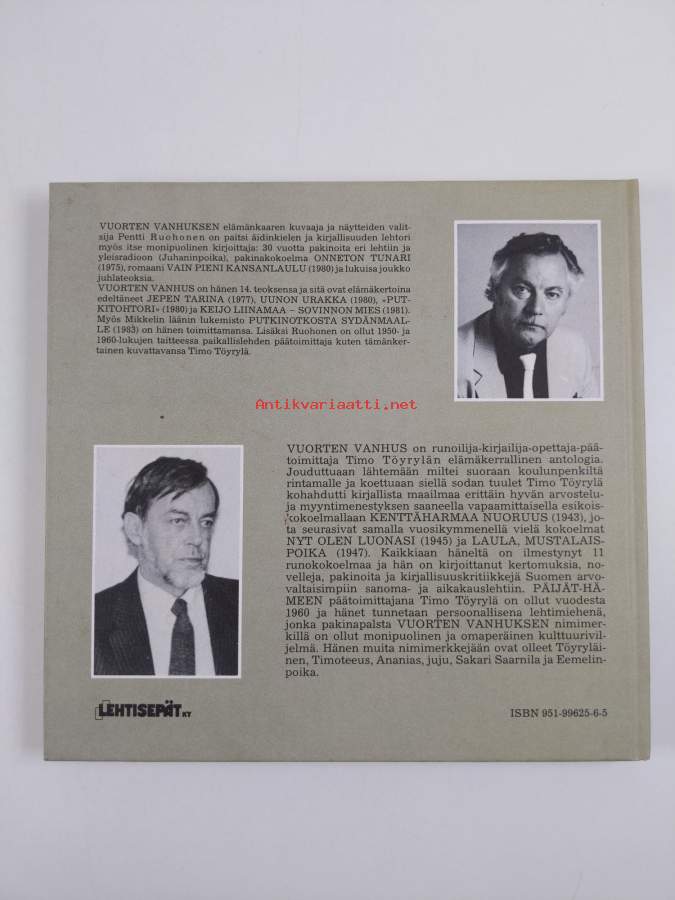 VUORTEN VANHUKSEN elämänkaaren kuvaaja ja näytteiden valit-
sija Pentti Ruohonen on paitsi äidinkielen ja kirjallisuuden lehtori
myös itse monipuolinen kirjoittaja: 30 vuotta pakinoita eri lehtiin ja
yleisradioon (Juhaninpoika), pakinakokoelma ONNETON TUNARI
(1975), romaani VAIN PIENI KANSANLAULU (1980) ja lukuisa joukko
juhlateoksia.
VUORTEN VANHUS on hänen 14. teoksensa ja sitä ovat elämäkertoina
edeltäneet JEPEN TARINA (1977), UUNON URAKKA (1980), »PUT-
KITOHTORI» (1980) ja KEIJO LIINAMAA – SOVINNON MIES (1981).
Myös Mikkelin läänin lukemisto PUTKINOTKOSTA SYDÄNMAAL-
LE (1983) on hänen toimittamansa. Lisäksi Ruohonen on ollut 1950- ja
1960-lukujen taitteessa paikallislehden päätoimittaja kuten tämänker-
tainen kuvattavansa Timo Töyrylä.
Antikvariaatti.net
VUORTEN VANHUS on runoilija-kirjailija-opettaja-pää-
toimittaja Timo Töyrylän elämäkerrallinen antologia.
Jouduttuaan lähtemään miltei suoraan koulunpenkiltä
rintamalle ja koettuaan siellä sodan tuulet Timo Töyrylä
kohahdutti kirjallista maailmaa erittäin hyvän arvostelu-
ja myyntimenestyksen saaneella vapaamittaisella esikois-
kokoelmallaan KENTTÄHARMAA NUORUUS (1943), jo-
ta seurasivat samalla vuosikymmenellä vielä kokoelmat
NYT OLEN LUONASI (1945) ja LAULA, MUSTALAIS-
POIKA (1947). Kaikkiaan häneltä on ilmestynyt 11
runokokoelmaa ja hän on kirjoittanut kertomuksia, no-
velleja, pakinoita ja kirjallisuuskritiikkejä Suomen arvo-
valtaisimpiin sanoma- ja aikakauslehtiin. PÄIJÄT-HÄ-
MEEN päätoimittajana Timo Töyrylä on ollut vuodesta
1960 ja hänet tunnetaan persoonallisena lehtimiehenä,
jonka pakinapalsta VUORTEN VANHUKSEN nimimer-
killä on ollut monipuolinen ja omaperäinen kulttuurivil-
jelmä. Hänen muita nimimerkkejään ovat olleet Töyryläi-
nen, Timoteeus, Ananias, juju, Sakari Saarnila ja Eemelin-
poika.
LEHTISEPÄT KY
ISBN 951-99625-6-5